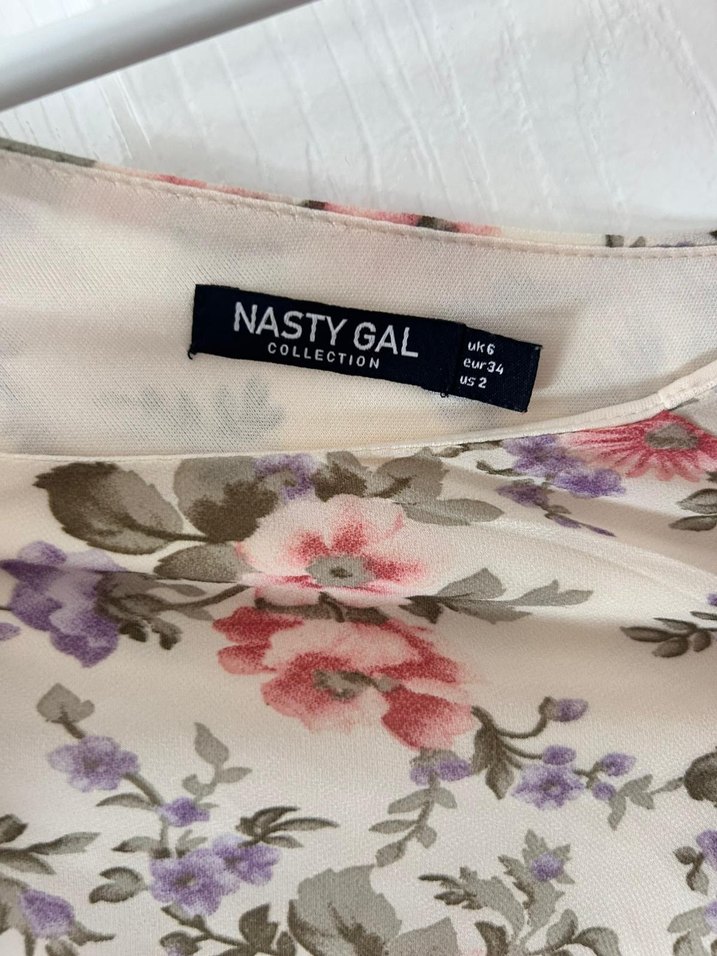 NASTY GAL
COLLECTION
uk 6
eur 34
us 2